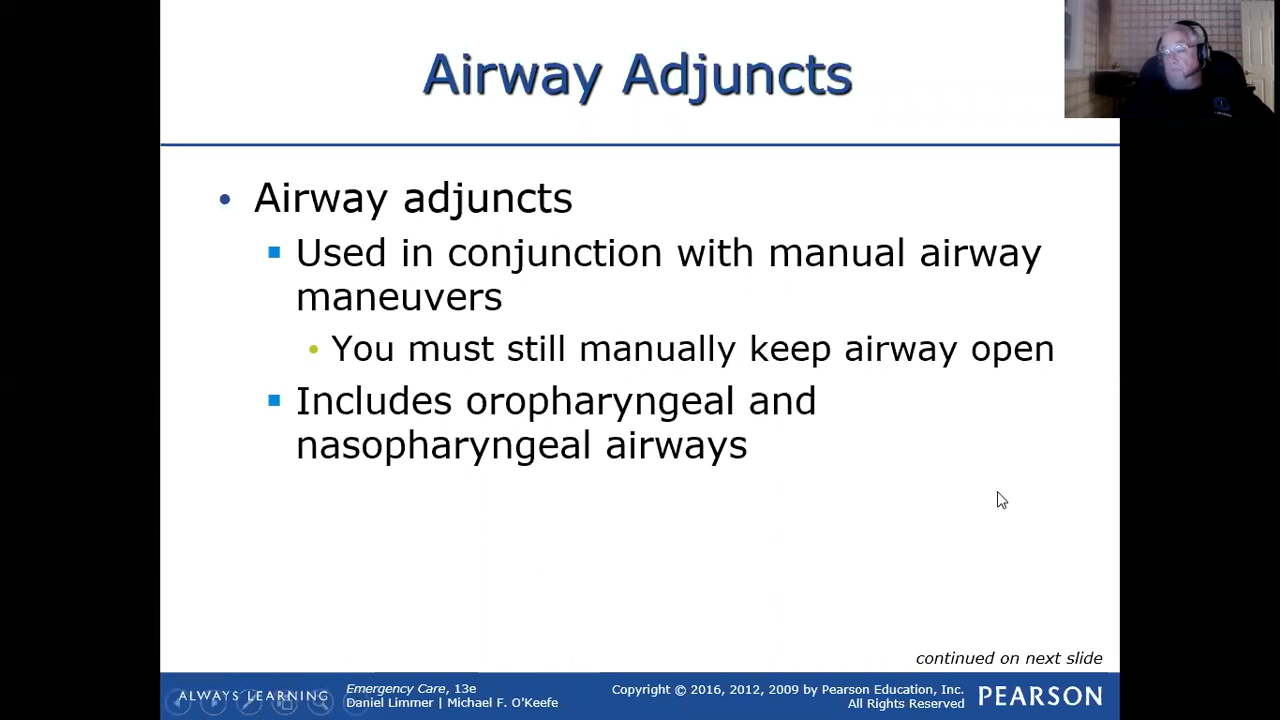 Airway Adjuncts
• Airway adjuncts
▪ Used in conjunction with manual airway
maneuvers
• You must still manually keep airway open
▪ Includes oropharyngeal and
nasopharyngeal airways
continued on next slide
ALWAYS LEARNING
Emergency Care, 13e
Daniel Limmer | Michael F. O'Keefe
Copyright © 2016, 2012, 2009 by Pearson Education, Inc.
All Rights Reserved
PEARSON